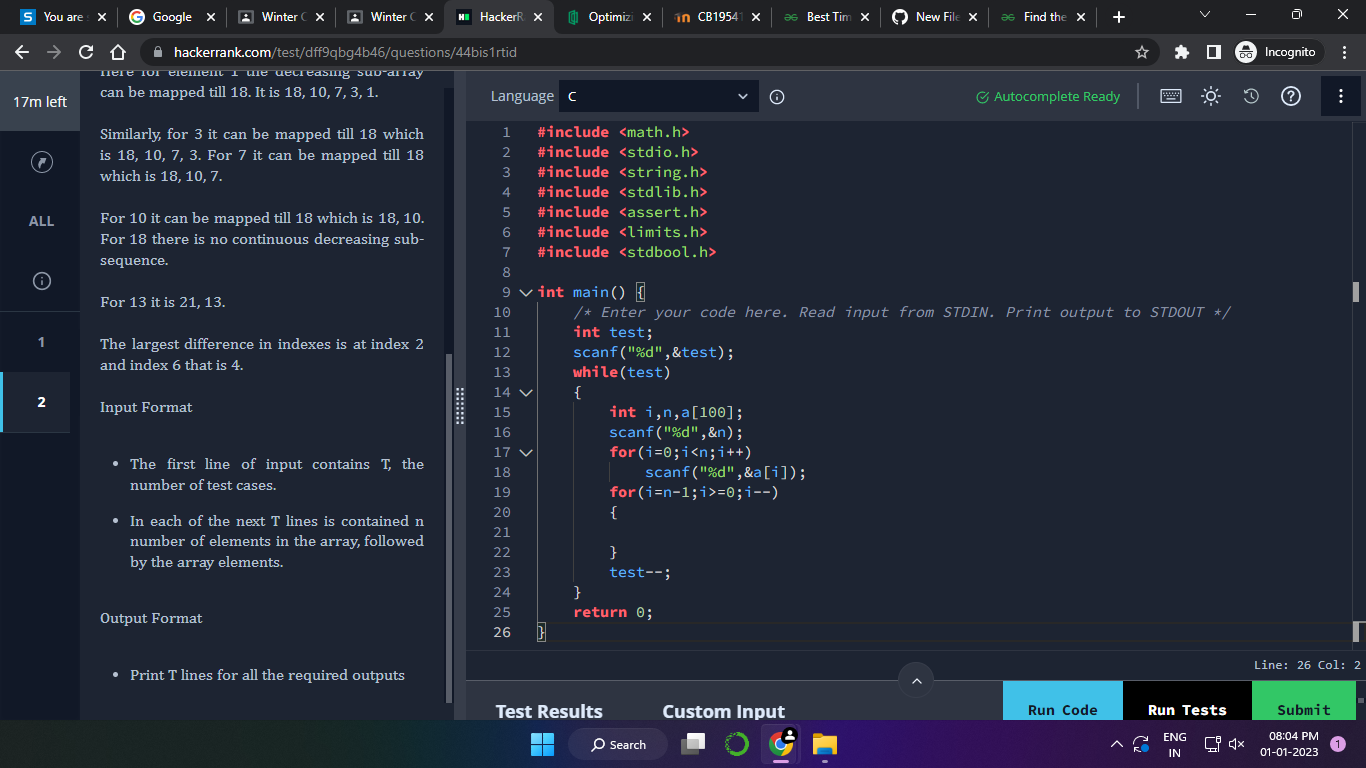 You are s
Google
Winter C
Winter C
HackerR
Optimizi
CB19541
Best Tim
New File
Find the
hackerrank.com/test/dff9qbg4b46/questions/44bis1rtid
Incognito
17m left
ALL
1
2
Here for element 1 the decreasing sub-array
can be mapped till 18. It is 18, 10, 7, 3, 1.
Similarly, for 3 it can be mapped till 18 which
is 18, 10, 7, 3. For 7 it can be mapped till 18
which is 18, 10, 7.
For 10 it can be mapped till 18 which is 18, 10.
For 18 there is no continuous decreasing sub-
sequence.
For 13 it is 21, 13.
The largest difference in indexes is at index 2
and index 6 that is 4.
Input Format
• The first line of input contains T, the
number of test cases.
• In each of the next T lines is contained n
number of elements in the array, followed
by the array elements.
Output Format
• Print T lines for all the required outputs
Language C
Autocomplete Ready
1 #include <math.h>
2 #include <stdio.h>
3 #include <string.h>
4 #include <stdlib.h>
5 #include <assert.h>
6 #include <limits.h>
7 #include <stdbool.h>
8
9 int main() {
10 /* Enter your code here. Read input from STDIN. Print output to STDOUT */
11 int test;
12 scanf("%d",&test);
13 while(test)
14 {
15 int i,n,a[100];
16 scanf("%d",&n);
17 for(i=0;i<n;i++)
18 scanf("%d",&a[i]);
19 for(i=n-1;i>=0;i--)
20 {
21
22 }
23 test--;
24 }
25 return 0;
26 }
Line: 26 Col: 2
Test Results
Custom Input
Run Code
Run Tests
Submit
Search
ENG
IN
08:04 PM
01-01-2023
1